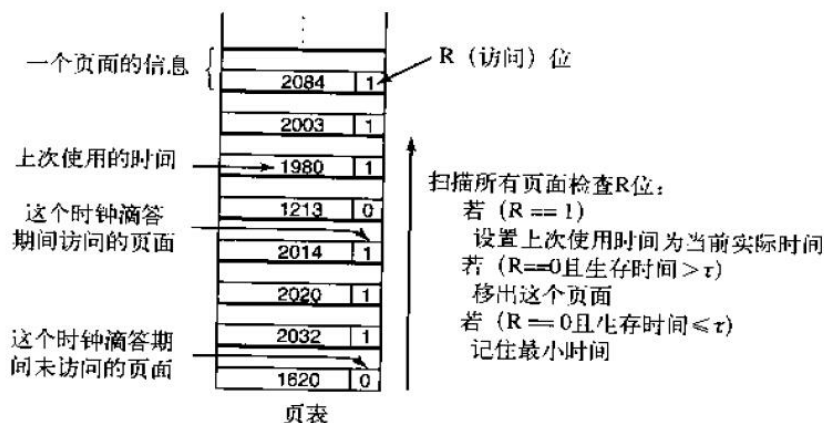 一个页面的信息
R（访问）位
2084 1
2003 1
上次使用的时间
1980 1
1213 0
这个时钟滴答
期间访问的页面
2014 1
2020 1
2032 1
这个时钟滴答期
间未访问的页面
1620 0
页表
扫描所有页面检查R位：
若（R == 1）
设置上次使用时间为当前实际时间
若（R==0且生存时间＞τ）
移出这个页面
若（R == 0且生存时间≤τ）
记住最小时间